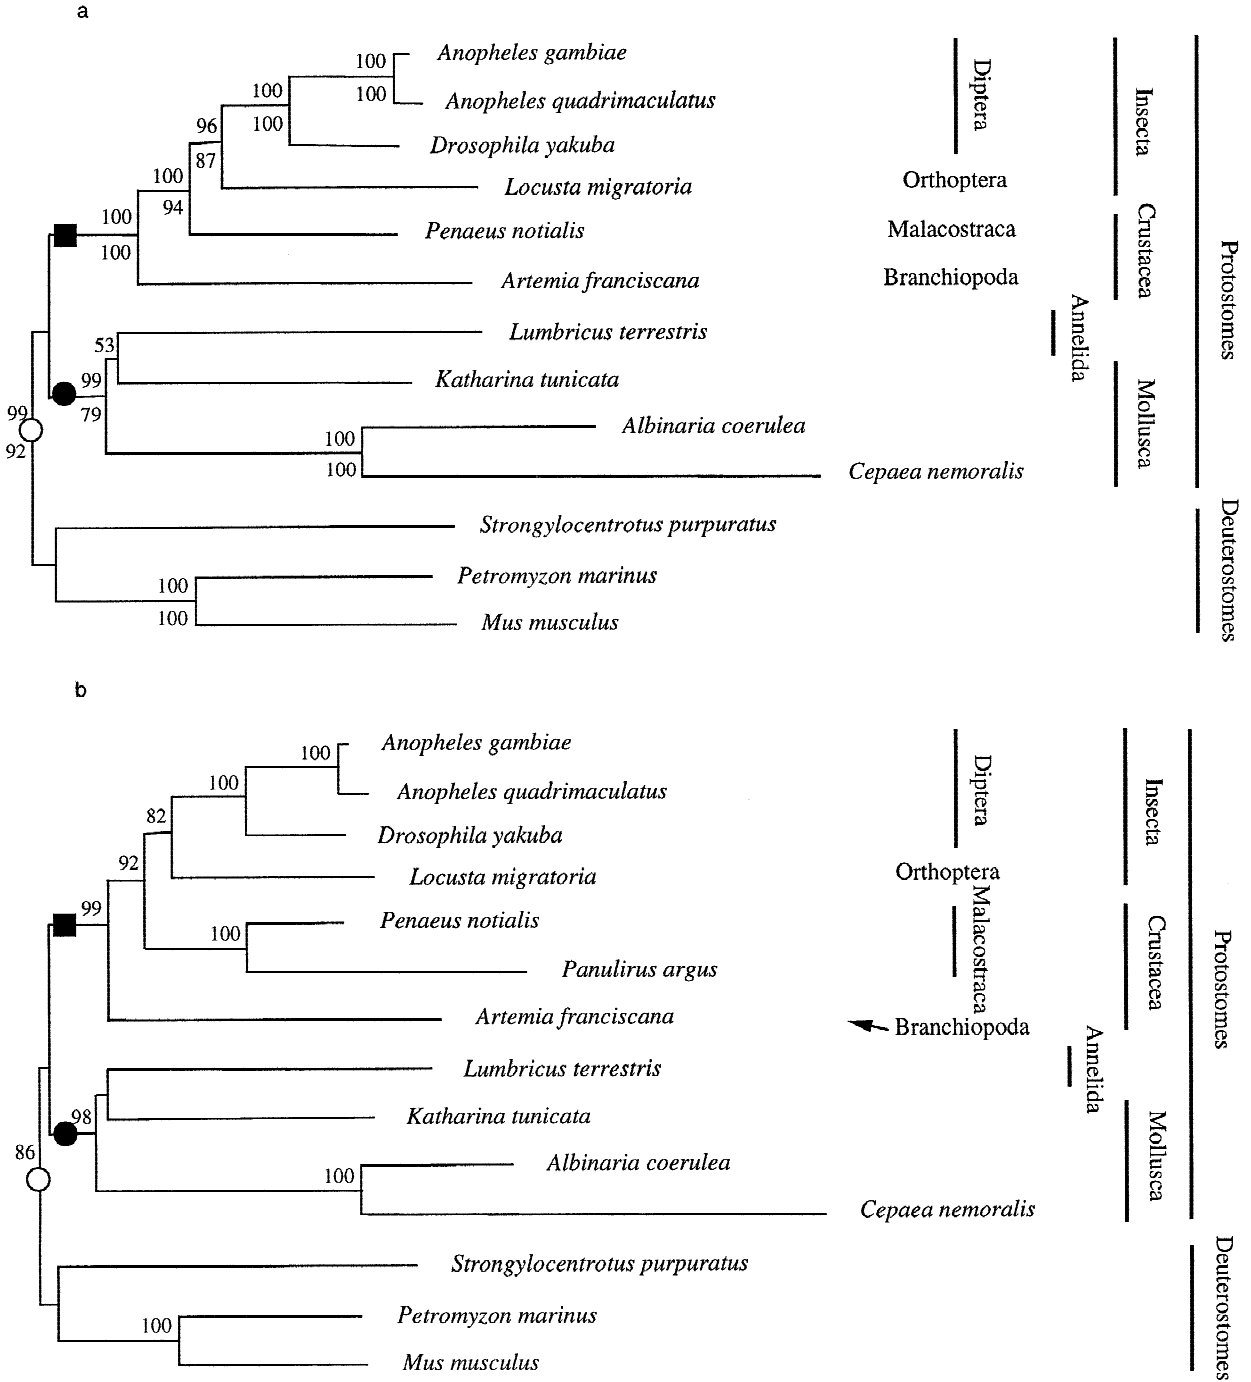 a
100
Anopheles gambiae
100
100
Anopheles quadrimaculatus
96
100
Drosophila yakuba
87
100
Locusta migratoria
94
100
Penaeus notialis
100
Artemia franciscana
Lumbricus terrestris
53
99
Katharina tunicata
79
99
92
Albinaria coerulea
100
100
Cepaea nemoralis
Strongylocentrotus purpuratus
100
Petromyzon marinus
100
Mus musculus
Diptera
Orthoptera
Malacostraca
Branchiopoda
Annelida
Insecta
Crustacea
Mollusca
Protostomes
Deuterostomes
b
100
Anopheles gambiae
100
Anopheles quadrimaculatus
82
Drosophila yakuba
92
Locusta migratoria
99
Penaeus notialis
100
Panulirus argus
Artemia franciscana
Lumbricus terrestris
98
Katharina tunicata
86
Albinaria coerulea
100
Cepaea nemoralis
Strongylocentrotus purpuratus
Petromyzon marinus
100
Mus musculus
Diptera
Orthoptera
Malacostraca
Branchiopoda
Annelida
Insecta
Crustacea
Mollusca
Protostomes
Deuterostomes